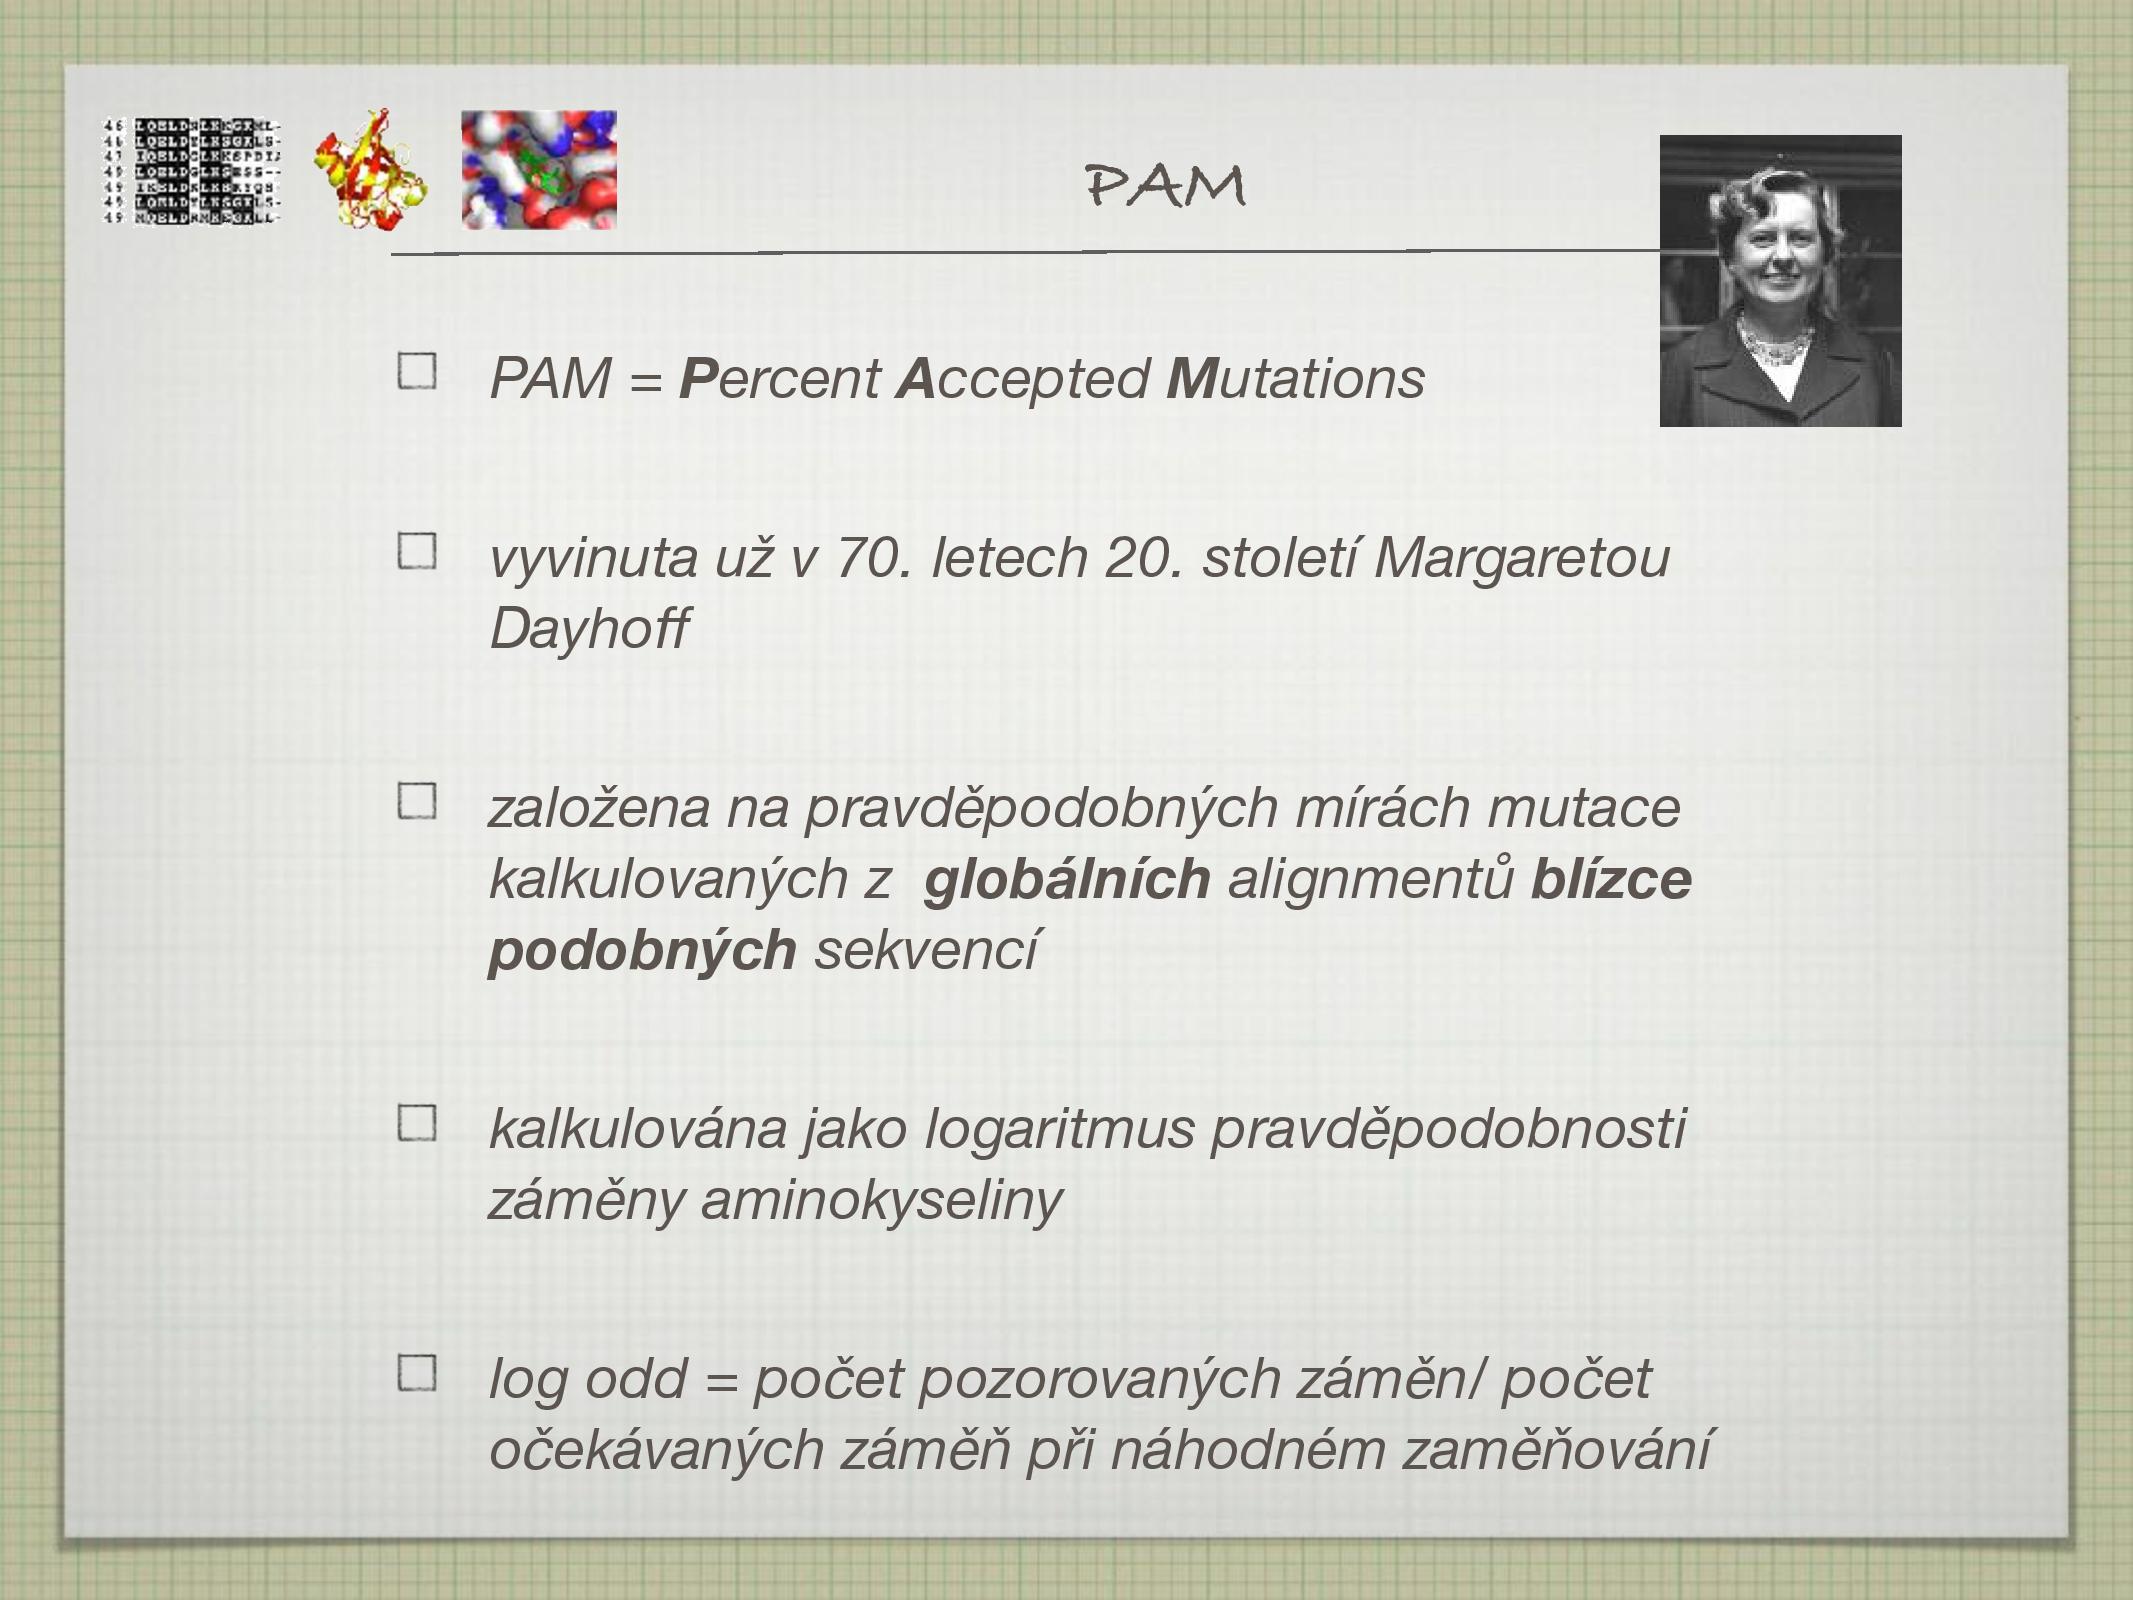 PAM
PAM = Percent Accepted Mutations
vyvinuta už v 70. letech 20. století Margaretou
Dayhoff
založena na pravděpodobných mírách mutace
kalkulovaných z globálních alignmentů blízce
podobných sekvencí
kalkulována jako logaritmus pravděpodobnosti
záměny aminokyseliny
log odd = počet pozorovaných záměn/ počet
očekávaných záměň při náhodném zaměňování